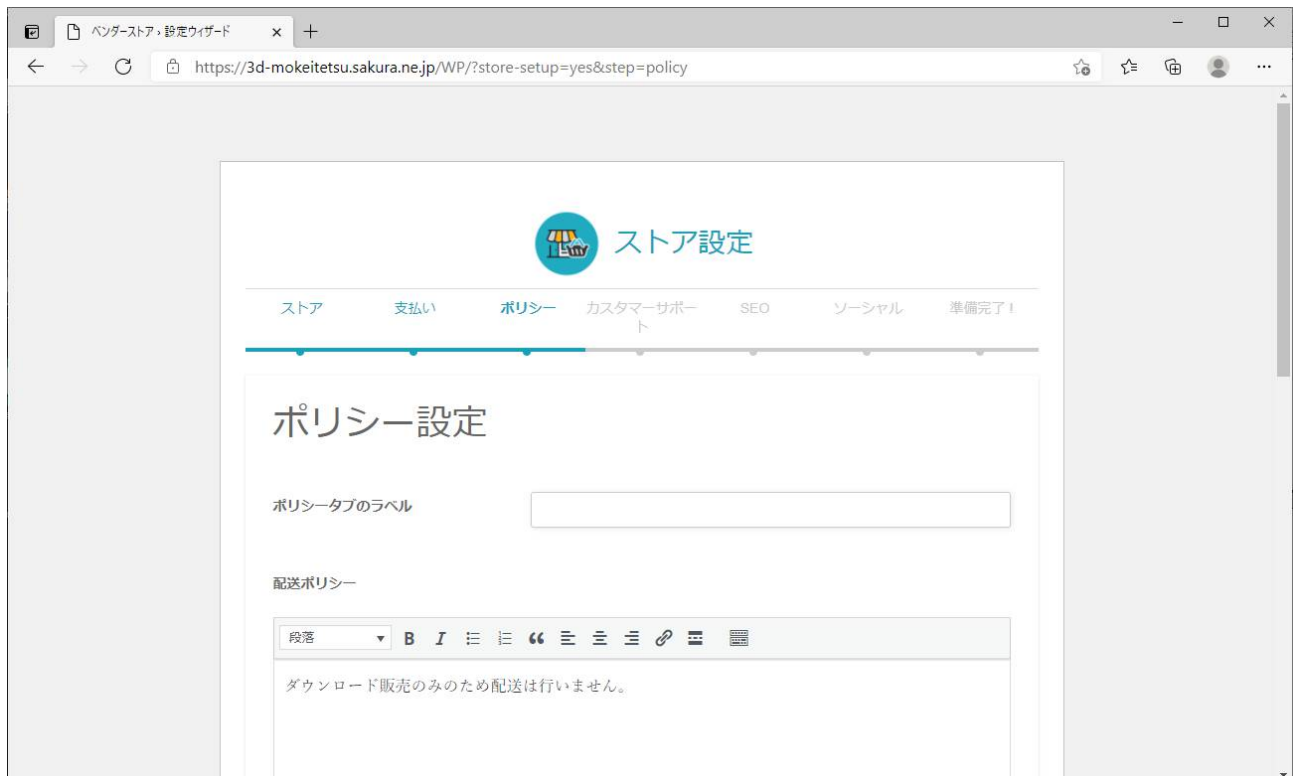 ベンダーストア › 設定ウィザード
https://3d-mokeitetsu.sakura.ne.jp/WP/?store-setup=yes&step=policy
ストア設定
ストア 支払い ポリシー カスタマーサポー SEO ソーシャル 準備完了!
ト
ポリシー設定
ポリシータブのラベル
配送ポリシー
段落
ダウンロード販売のみのため配送は行いません。